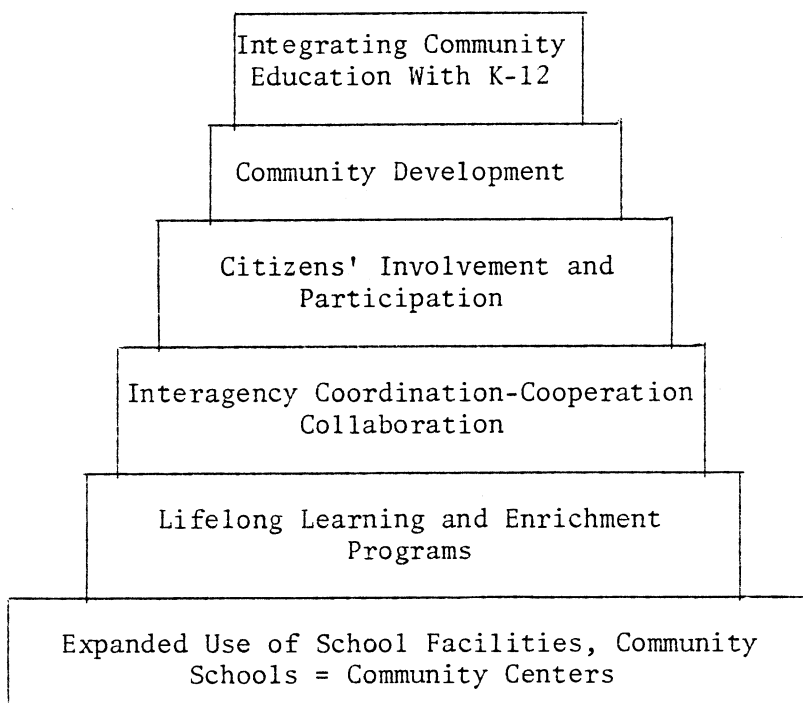 Integrating Community
Education With K-12
Community Development
Citizens' Involvement and
Participation
Interagency Coordination-Cooperation
Collaboration
Lifelong Learning and Enrichment
Programs
Expanded Use of School Facilities, Community
Schools = Community Centers